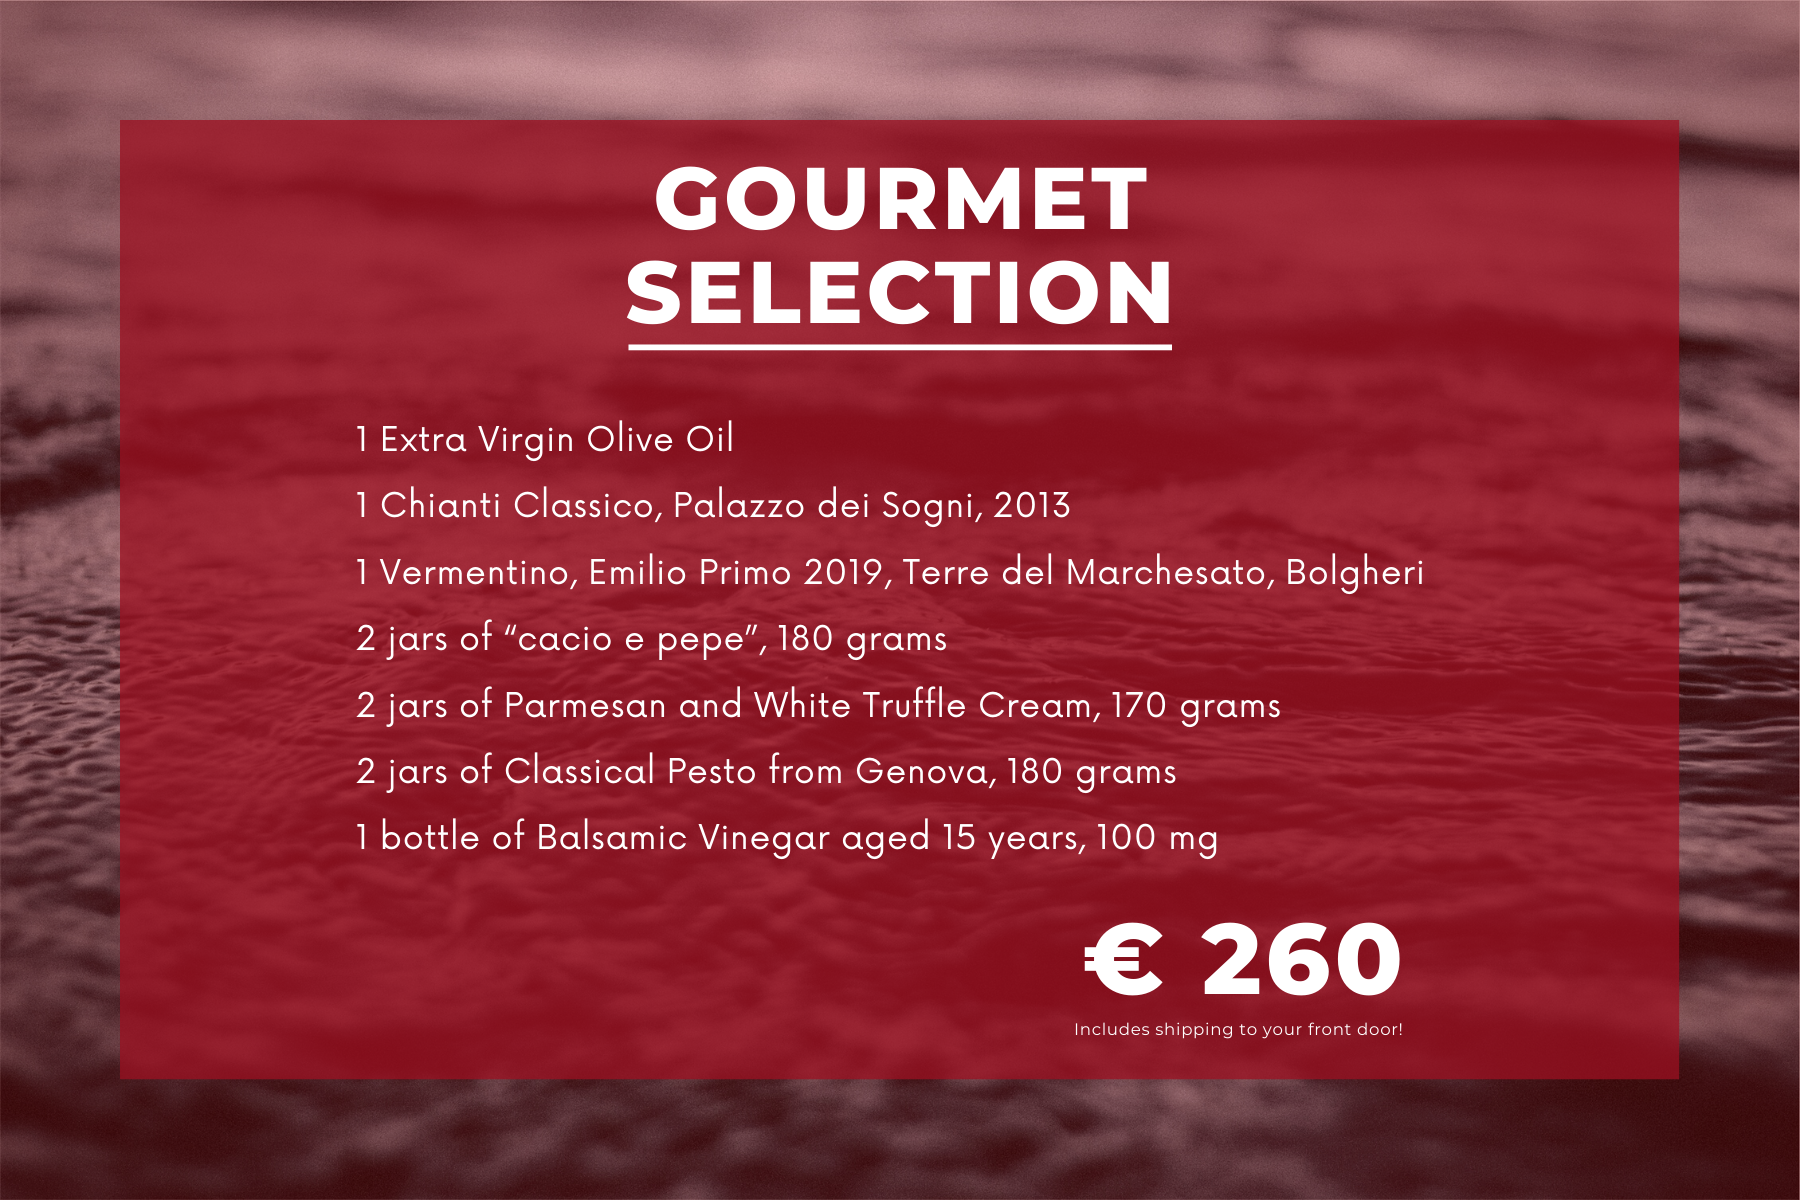 GOURMET
SELECTION
1 Extra Virgin Olive Oil
1 Chianti Classico, Palazzo dei Sogni, 2013
1 Vermentino, Emilio Primo 2019, Terre del Marchesato, Bolgheri
2 jars of “cacio e pepe”, 180 grams
2 jars of Parmesan and White Truffle Cream, 170 grams
2 jars of Classical Pesto from Genova, 180 grams
1 bottle of Balsamic Vinegar aged 15 years, 100 mg
€ 260
Includes shipping to your front door!